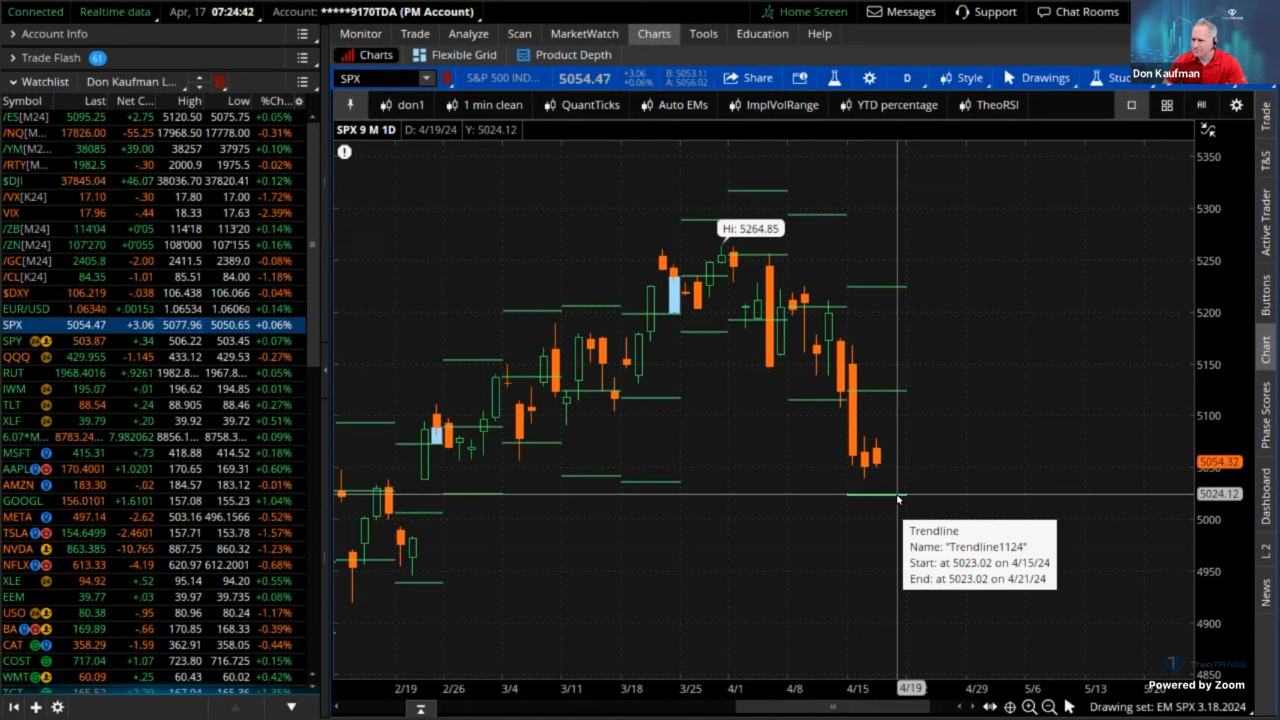 Connected Realtime data Apr, 17 07:24:42 Account: *****9170TDA (PM Account) Home Screen Messages Support Chat Rooms
Account Info
Monitor Trade Analyze Scan MarketWatch Charts Tools Education Help
Trade Flash 61
Charts Flexible Grid Product Depth
Don Kaufman
Watchlist Don Kaufman L...
SPX S&P 500 IND... 5054.47 +3.06 +0.06% B: 5053.11 A: 5056.02 Share D Style Drawings Stuc
Symbol Last Net C... High Low %Ch...
don1 1 min clean QuantTicks Auto EMs ImplVolRange YTD percentage TheoRSI All
SPX 9 M 1D D: 4/19/24 Y: 5024.12
/ES[M24] 5095.25 +2.75 5120.50 5075.75 +0.05%
/NQ[M... 17826.00 -55.25 17968.50 17778.00 -0.31%
/YM[M2... 38085 +39.00 38267 37975 +0.10%
/RTY[M... 1982.5 -.30 2000.9 1975.5 -0.02%
$DJI 37845.04 +46.07 38036.70 37820.41 +0.12%
/VX[K24] 17.10 -.30 17.80 17.00 -1.72%
VIX 17.96 -.44 18.33 17.63 -2.39%
/ZB[M24] 114'04 +0'05 114'18 113'20 +0.14%
/ZN[M24] 107'270 +0'055 108'000 107'155 +0.16%
/GC[M24] 2405.8 -2.00 2411.5 2389.0 -0.08%
/CL[K24] 84.35 -1.01 85.51 84.00 -1.18%
$DXY 106.219 -.038 106.438 106.066 -0.04%
EUR/USD 1.06340 +.00153 1.06534 1.06060 +0.14%
SPX 5054.47 +3.06 5077.96 5050.65 +0.06%
SPY 503.87 +.34 506.22 503.45 +0.07%
QQQ 429.955 -1.145 433.12 429.53 -0.27%
RUT 1968.4016 +.9261 1982.8... 1967.8... +0.05%
IWM 195.07 +.01 196.62 194.85 +0.01%
TLT 88.54 +.24 88.905 88.46 +0.27%
XLF 39.79 +.20 39.92 39.72 +0.51%
6.07*M... 8783.24... 7.982062 8856.1... 8758.3... +0.09%
MSFT 415.31 +.73 418.88 414.52 +0.18%
AAPL 170.4001 +1.0201 170.65 169.31 +0.60%
AMZN 183.30 -.02 184.57 183.12 -0.01%
GOOGL 156.0101 +1.6101 157.08 155.23 +1.04%
META 497.14 -2.62 503.16 496.1566 -0.52%
TSLA 154.6499 -2.4601 157.71 153.78 -1.57%
NVDA 863.385 -10.765 887.75 860.32 -1.23%
NFLX 613.33 -4.19 620.97 612.2001 -0.68%
XLE 94.92 +.52 95.14 94.20 +0.55%
EEM 39.77 +.03 39.97 39.735 +0.08%
USO 80.38 -.95 80.96 80.24 -1.17%
BA 169.89 -.66 170.85 168.33 -0.39%
CAT 358.29 -1.59 362.91 358.05 -0.44%
COST 717.04 +1.07 723.80 716.725 +0.15%
WMT 60.09 +.25 60.43 60.02 +0.42%
Hi: 5264.85
5350
5300
5250
5200
5150
5100
5054.32
5024.12
5000
4950
4900
4850
Trendline
Name: "Trendline1124"
Start: at 5023.02 on 4/15/24
End: at 5023.02 on 4/21/24
2/19 2/26 3/4 3/11 3/18 3/25 4/1 4/8 4/15 4/19 4/29 5/6 5/13
TheoTRADE
Powered by Zoom
Drawing set: EM SPX 3.18.2024
Trade
T&S
Active Trader
Buttons
Chart
Phase Scores
Dashboard
L 2
News